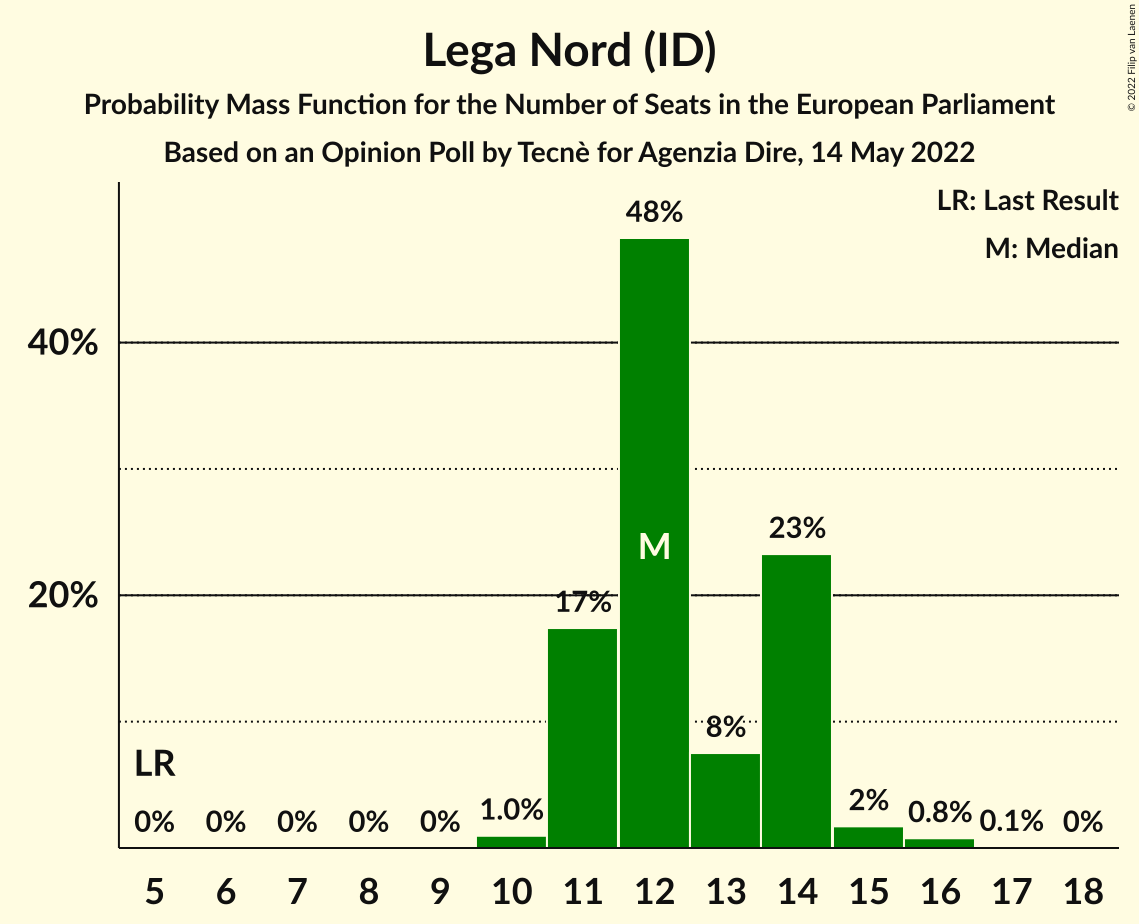 Lega Nord (ID)
Probability Mass Function for the Number of Seats in the European Parliament
Based on an Opinion Poll by Tecnè for Agenzia Dire, 14 May 2022
© 2022 Filip van Laenen
LR: Last Result
M: Median
48%
40%
M
23%
20%
17%
8%
LR
0% 0% 0% 0% 0% 1.0% 2% 0.8% 0.1% 0%
5 6 7 8 9 10 11 12 13 14 15 16 17 18